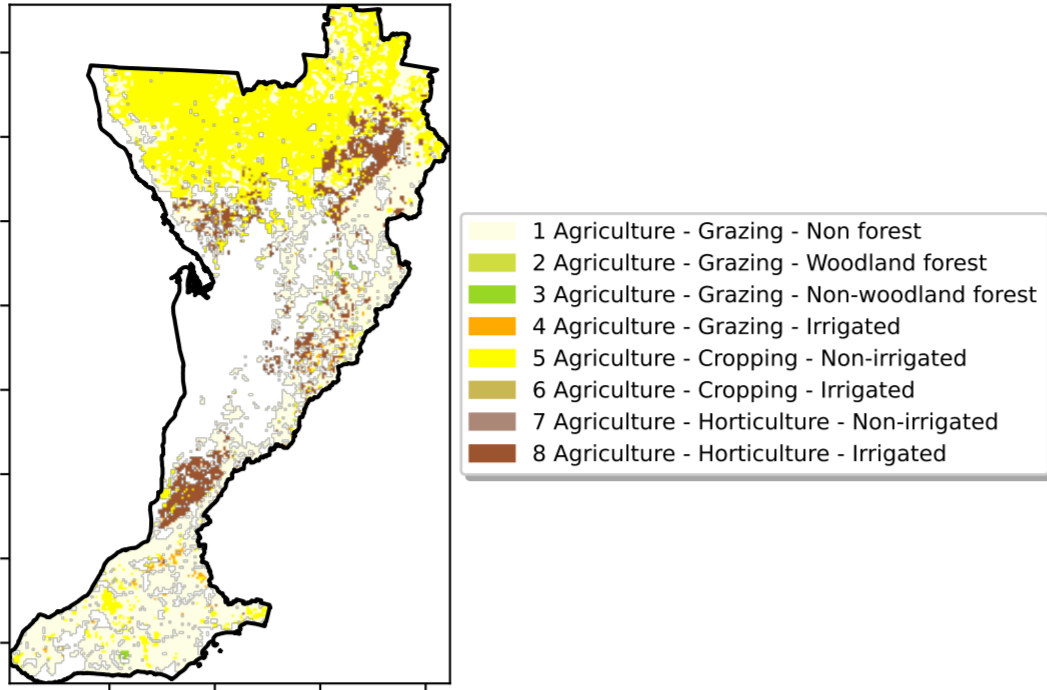 1 Agriculture - Grazing - Non forest
2 Agriculture - Grazing - Woodland forest
3 Agriculture - Grazing - Non-woodland forest
4 Agriculture - Grazing - Irrigated
5 Agriculture - Cropping - Non-irrigated
6 Agriculture - Cropping - Irrigated
7 Agriculture - Horticulture - Non-irrigated
8 Agriculture - Horticulture - Irrigated